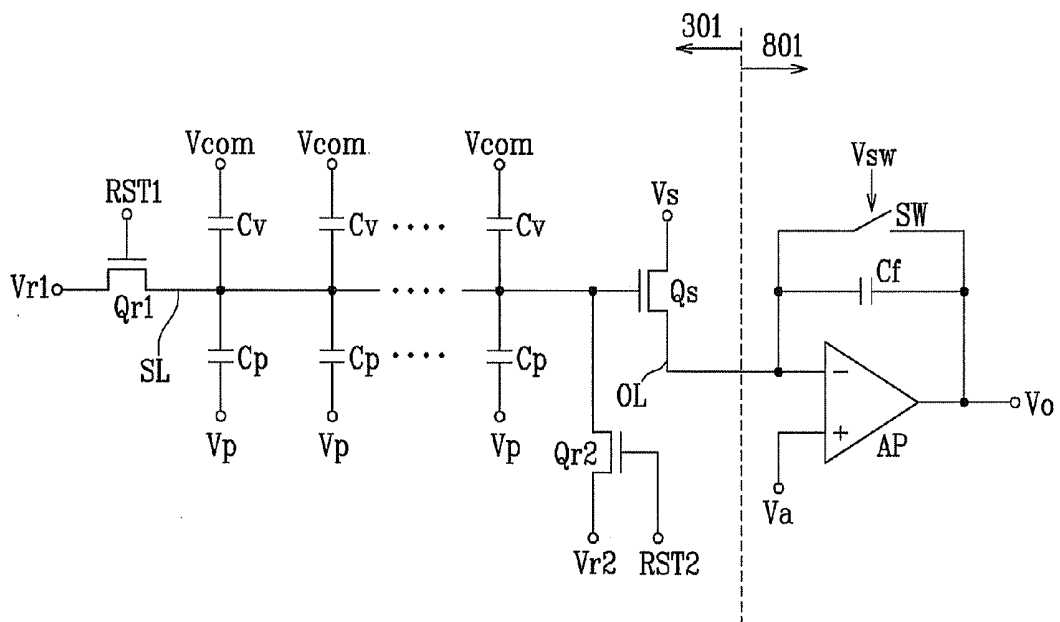 301
801
Vcom Vcom Vcom
Vsw
RST1
Vs
SW
Cv Cv .... Cv
Cf
Vr1
Qr1
....
Qs
SL
Cp Cp .... Cp
OL
−
Vo
Vp Vp Vp
Qr2
+
AP
Va
Vr2 RST2